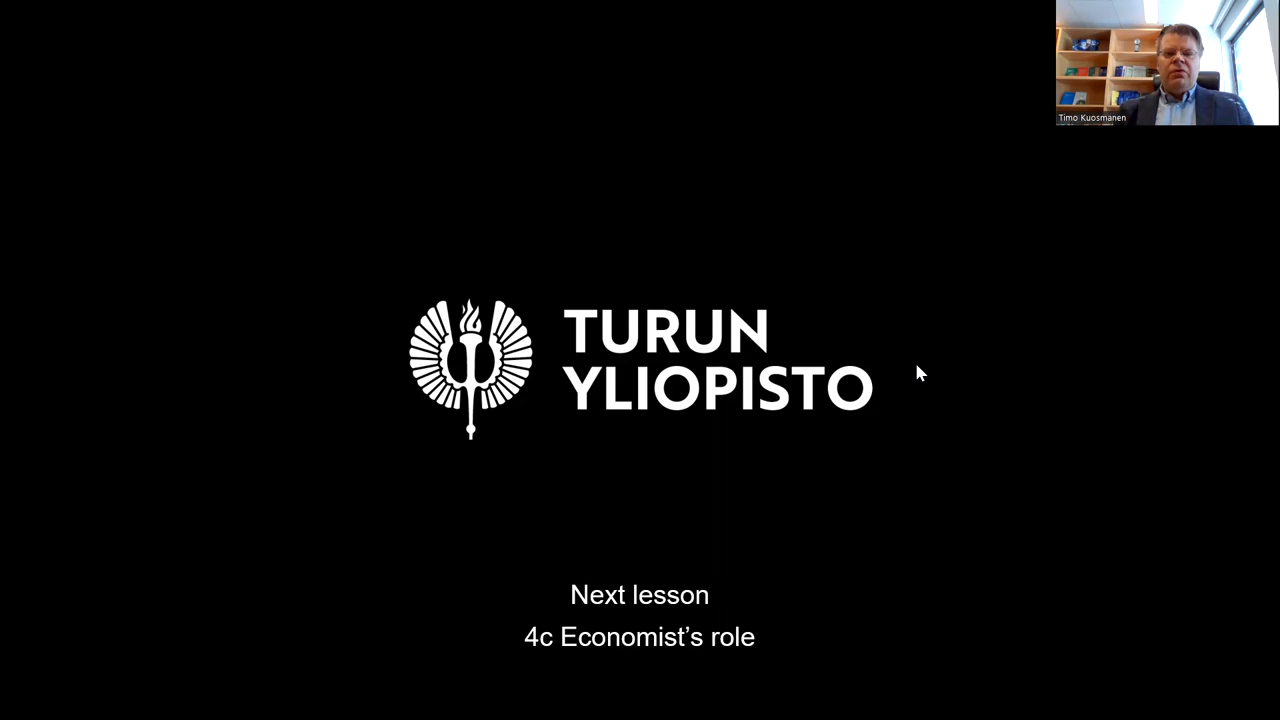 Timo Kuosmanen
TURUN
YLIOPISTO
Next lesson
4c Economist’s role